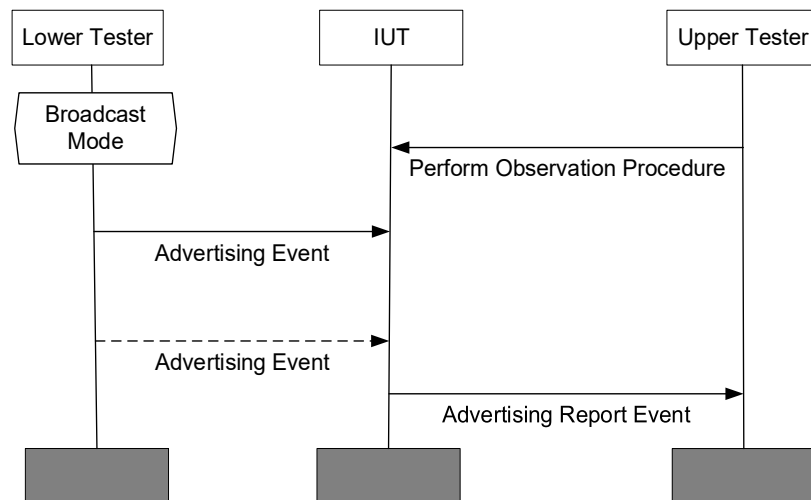 Lower Tester
IUT
Upper Tester
Broadcast
Mode
Perform Observation Procedure
Advertising Event
Advertising Event
Advertising Report Event